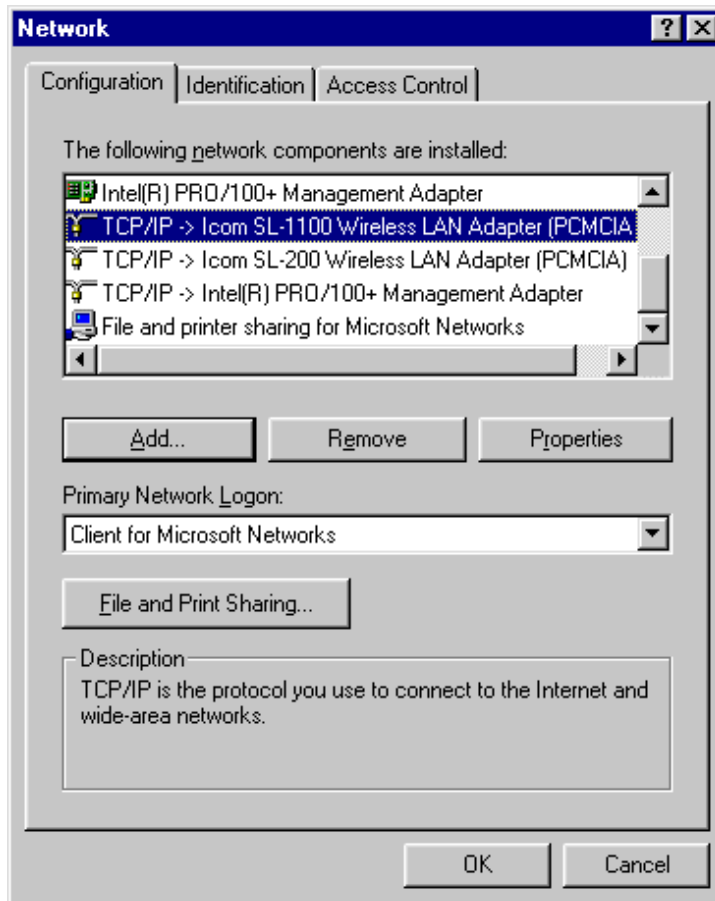 Network
Configuration Identification Access Control
The following network components are installed:
Intel(R) PRO/100+ Management Adapter
TCP/IP -> Icom SL-1100 Wireless LAN Adapter (PCMCIA
TCP/IP -> Icom SL-200 Wireless LAN Adapter (PCMCIA)
TCP/IP -> Intel(R) PRO/100+ Management Adapter
File and printer sharing for Microsoft Networks
Add... Remove Properties
Primary Network Logon:
Client for Microsoft Networks
File and Print Sharing...
Description
TCP/IP is the protocol you use to connect to the Internet and
wide-area networks.
OK Cancel